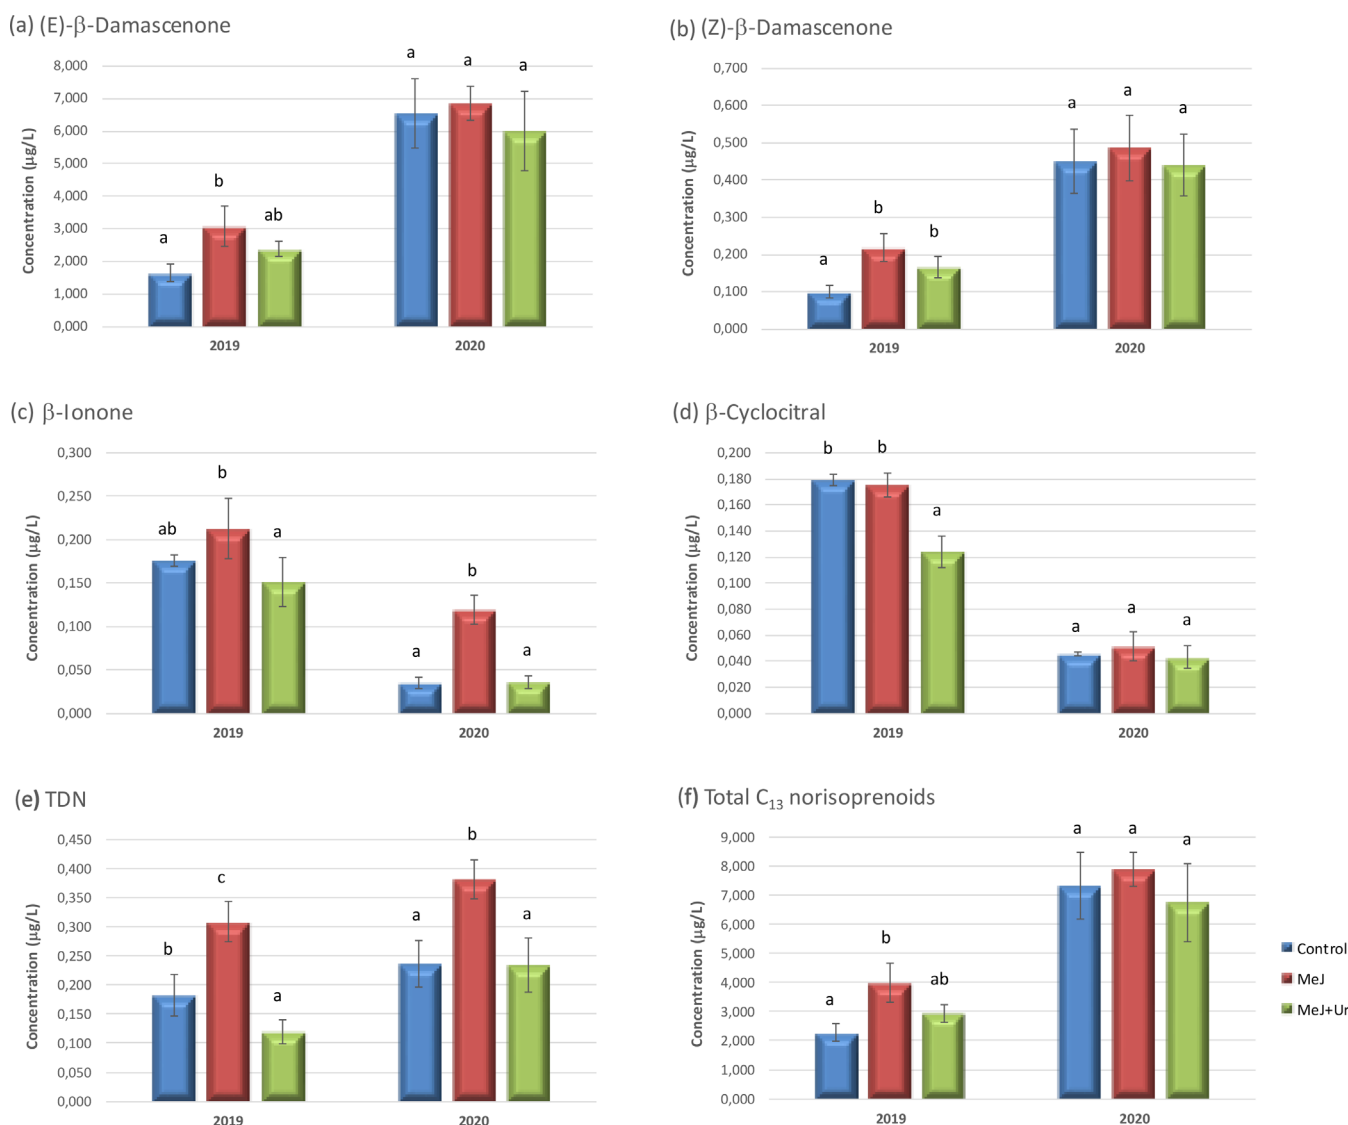 (a) (E)-β-Damascenone
Concentration (µg/L)
8,000
7,000
6,000
5,000
4,000
3,000
2,000
1,000
0,000
a
b
ab
a
a
a
2019
2020
(b) (Z)-β-Damascenone
Concentration (µg/L)
0,700
0,600
0,500
0,400
0,300
0,200
0,100
0,000
a
b
b
a
a
a
2019
2020
(c) β-Ionone
Concentration (µg/L)
0,300
0,250
0,200
0,150
0,100
0,050
0,000
ab
b
a
a
b
a
2019
2020
(d) β-Cyclocitral
Concentration (µg/L)
0,200
0,180
0,160
0,140
0,120
0,100
0,080
0,060
0,040
0,020
0,000
b
b
a
a
a
a
2019
2020
(e) TDN
Concentration (µg/L)
0,450
0,400
0,350
0,300
0,250
0,200
0,150
0,100
0,050
0,000
b
c
a
a
b
a
2019
2020
(f) Total C₁₃ norisoprenoids
Concentration (µg/L)
9,000
8,000
7,000
6,000
5,000
4,000
3,000
2,000
1,000
0,000
a
b
ab
a
a
a
2019
2020
Control
MeJ
MeJ+Ur